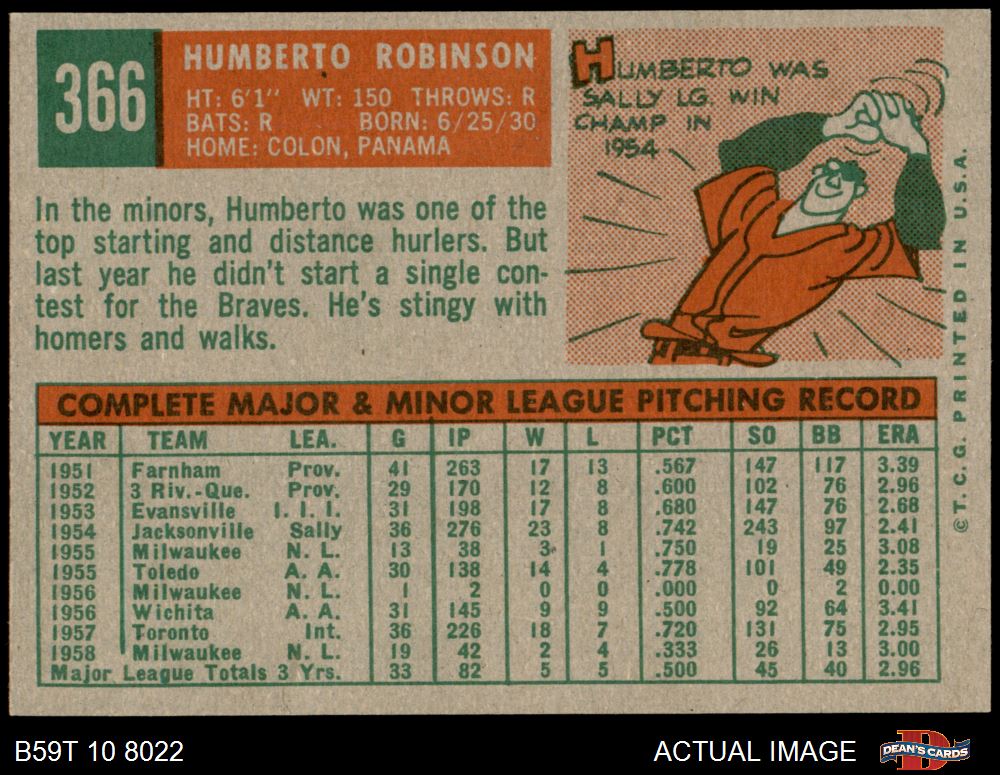 366
HUMBERTO ROBINSON
HT: 6'1" WT: 150 THROWS: R
BATS: R BORN: 6/25/30
HOME: COLON, PANAMA
HUMBERTO WAS
SALLY LG. WIN
CHAMP IN
1954
In the minors, Humberto was one of the
top starting and distance hurlers. But
last year he didn't start a single con-
test for the Braves. He's stingy with
homers and walks.
COMPLETE MAJOR & MINOR LEAGUE PITCHING RECORD
YEAR TEAM LEA. G IP W L PCT SO BB ERA
1951 Farnham Prov. 41 263 17 13 .567 147 117 3.39
1952 3 Riv.-Que. Prov. 29 170 12 8 .600 102 76 2.96
1953 Evansville I. I. I. 31 198 17 8 .680 147 76 2.68
1954 Jacksonville Sally 36 276 23 8 .742 243 97 2.41
1955 Milwaukee N. L. 13 38 3 1 .750 19 25 3.08
1955 Toledo A. A. 30 138 14 4 .778 101 49 2.35
1956 Milwaukee N. L. 1 2 0 0 .000 0 2 0.00
1956 Wichita A. A. 31 145 9 9 .500 92 64 3.41
1957 Toronto Int. 36 226 18 7 .720 131 75 2.95
1958 Milwaukee N. L. 19 42 2 4 .333 26 13 3.00
Major League Totals 3 Yrs. 33 82 5 5 .500 45 40 2.96
© T. C. G. PRINTED IN U.S.A.
B59T 10 8022
ACTUAL IMAGE
DEAN'S CARDS